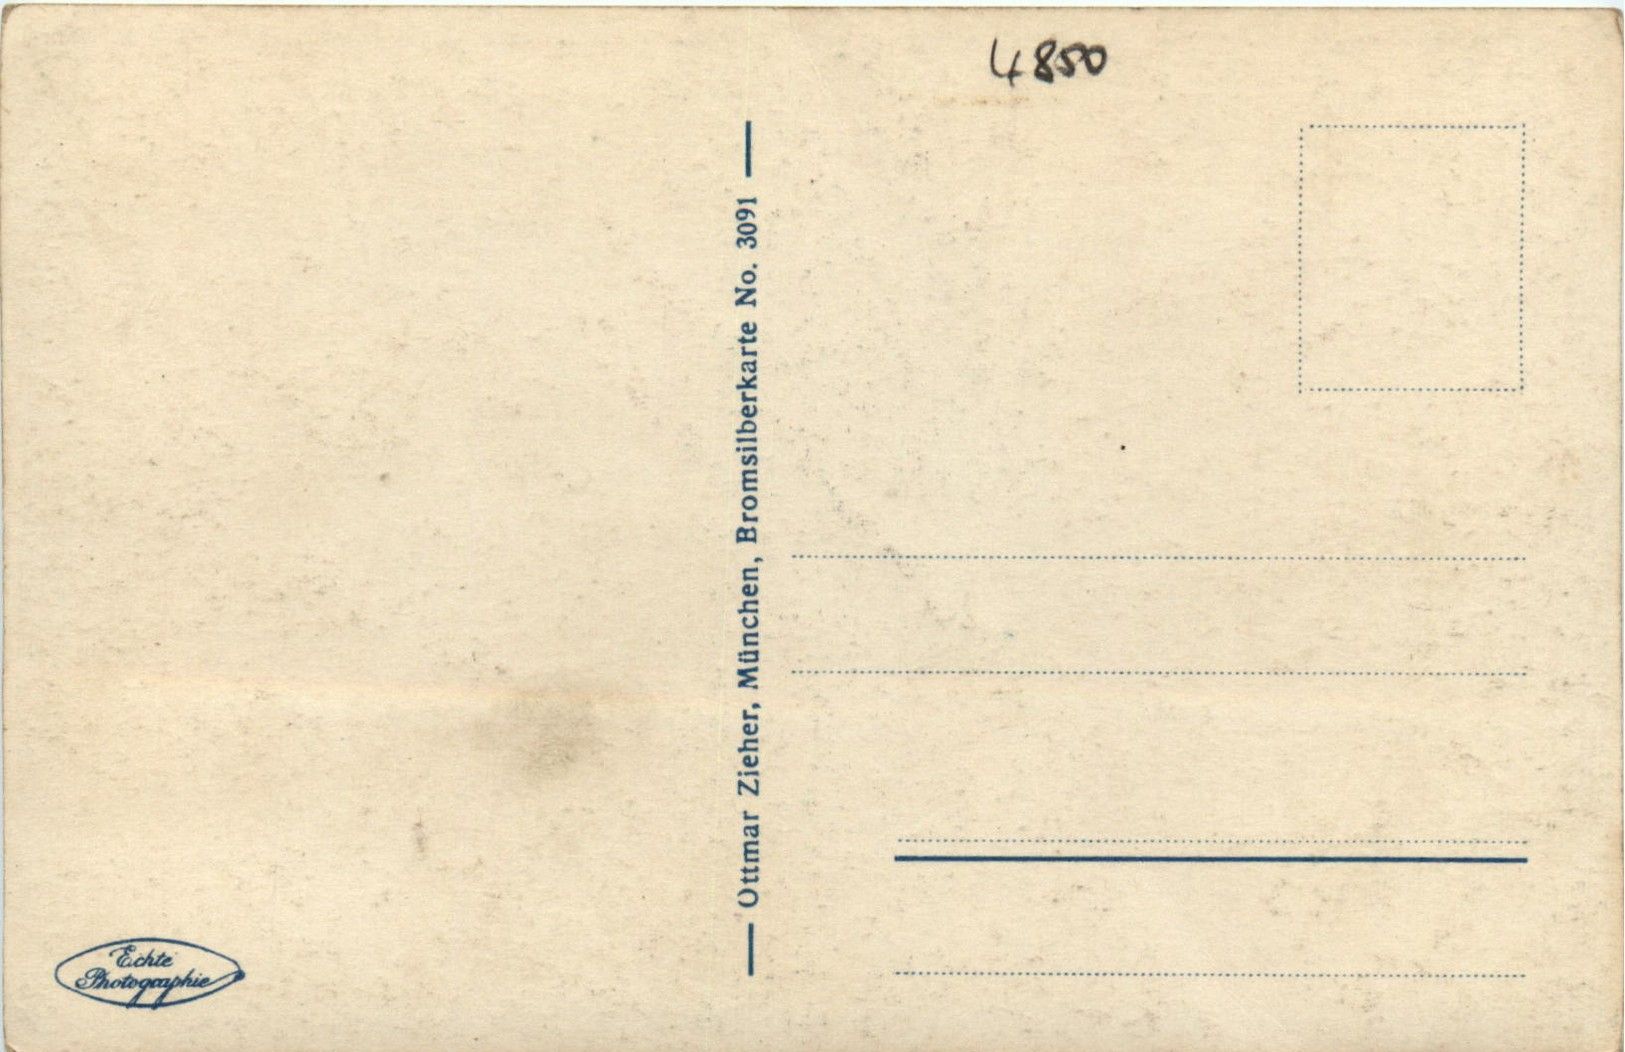 4850
Ottmar Zieher, München, Bromsilberkarte No. 3091
Echte
Photographie